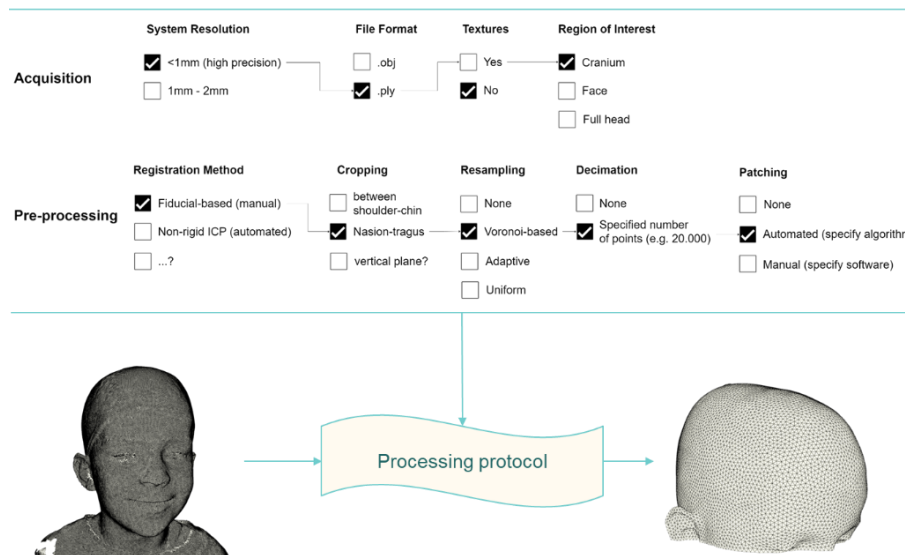 System Resolution
File Format
Textures
Region of Interest
Acquisition
<1mm (high precision)
1mm - 2mm
.obj
.ply
Yes
No
Cranium
Face
Full head
Registration Method
Cropping
Resampling
Decimation
Patching
Pre-processing
Fiducial-based (manual)
Non-rigid ICP (automated)
...?
between
shoulder-chin
Nasion-tragus
vertical plane?
None
Voronoi-based
Adaptive
Uniform
None
Specified number
of points (e.g. 20.000)
None
Automated (specify algorithm
Manual (specify software)
Processing protocol